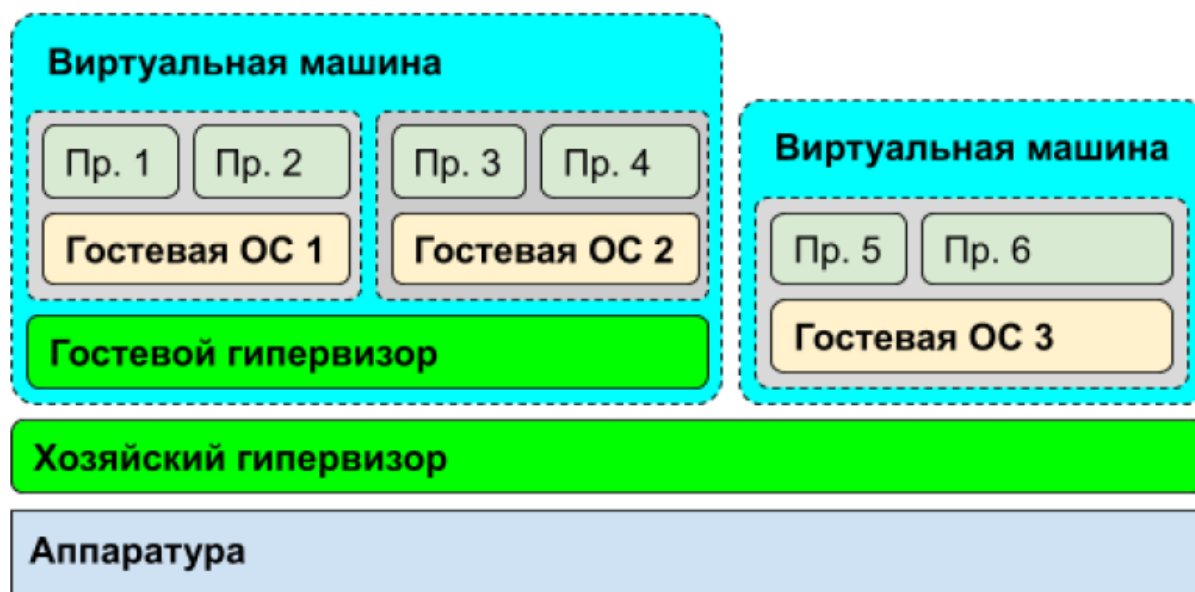 Виртуальная машина
Пр. 1 Пр. 2 Пр. 3 Пр. 4
Гостевая ОС 1 Гостевая ОС 2
Гостевой гипервизор
Виртуальная машина
Пр. 5 Пр. 6
Гостевая ОС 3
Хозяйский гипервизор
Аппаратура